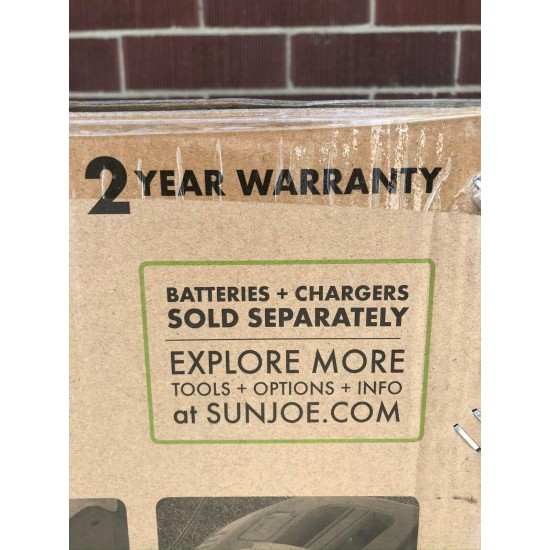 2 YEAR WARRANTY
BATTERIES + CHARGERS
SOLD SEPARATELY
EXPLORE MORE
TOOLS + OPTIONS + INFO
at SUNJOE.COM